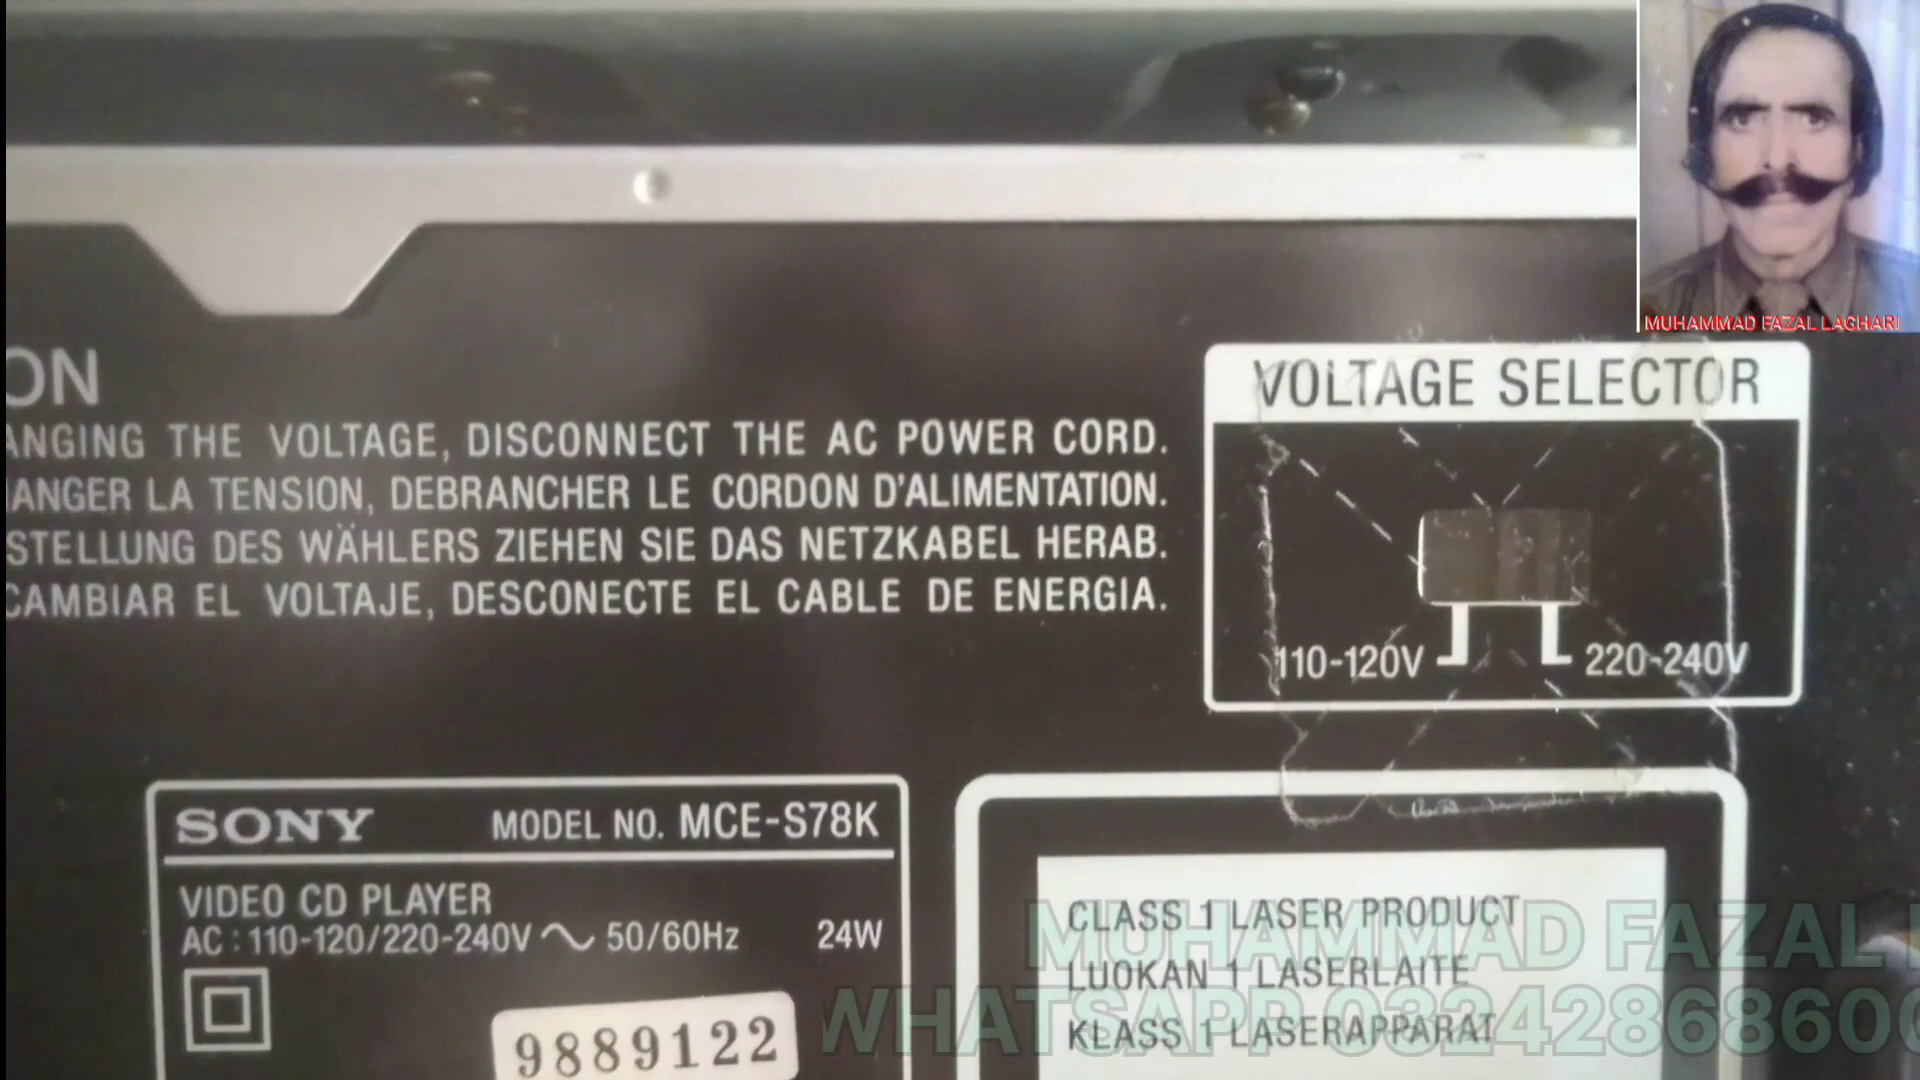 MUHAMMAD FAZAL LAGHARI
ON
ANGING THE VOLTAGE, DISCONNECT THE AC POWER CORD.
ANGER LA TENSION, DEBRANCHER LE CORDON D'ALIMENTATION.
STELLUNG DES WÄHLERS ZIEHEN SIE DAS NETZKABEL HERAB.
CAMBIAR EL VOLTAJE, DESCONECTE EL CABLE DE ENERGIA.
VOLTAGE SELECTOR
110-120V 220-240V
SONY MODEL NO. MCE-S78K
VIDEO CD PLAYER
AC : 110-120/220-240V ~ 50/60Hz 24W
9889122
CLASS 1 LASER PRODUCT
LUOKAN 1 LASERLAITE
KLASS 1 LASERAPPARAT
MUHAMMAD FAZAL
WHATSAPP 03242868600